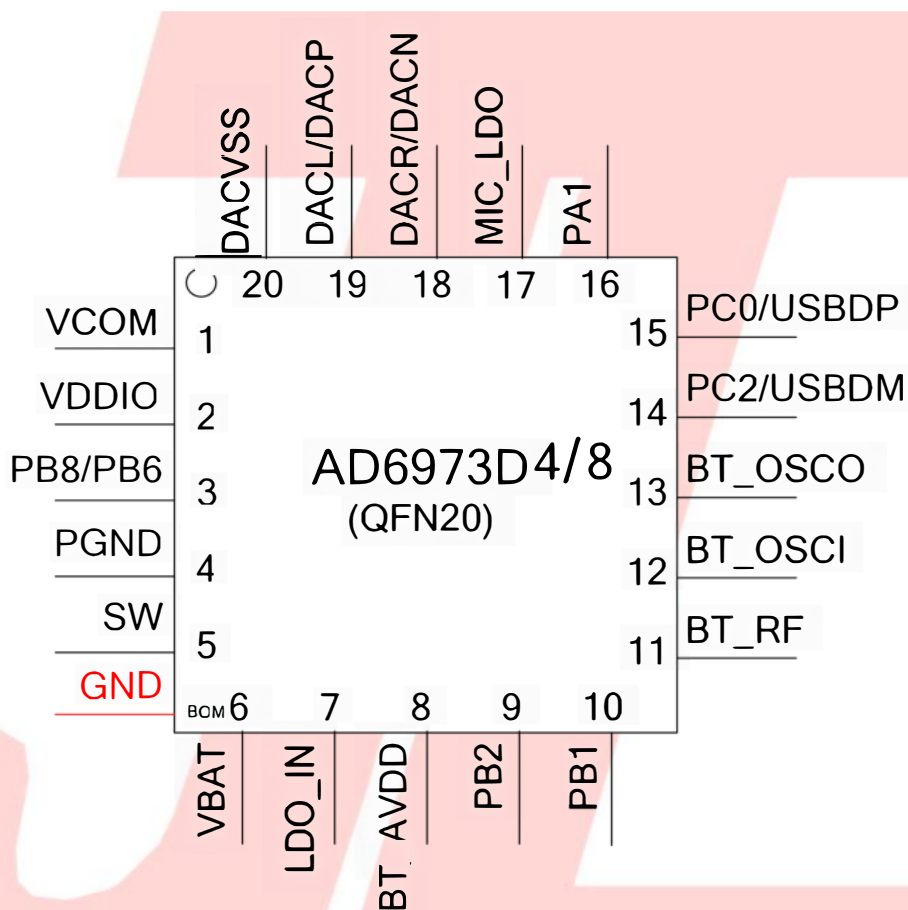 DACVSS
DACL/DACP
DACR/DACN
MIC_LDO
PA1
20
19
18
17
16
VCOM
1
VDDIO
2
PB8/PB6
3
PGND
4
SW
5
GND
BOM
AD6973D4/8
(QFN20)
15
PC0/USBDP
14
PC2/USBDM
13
BT_OSCO
12
BT_OSCI
11
BT_RF
6
7
8
9
10
VBAT
LDO_IN
BT_AVDD
PB2
PB1